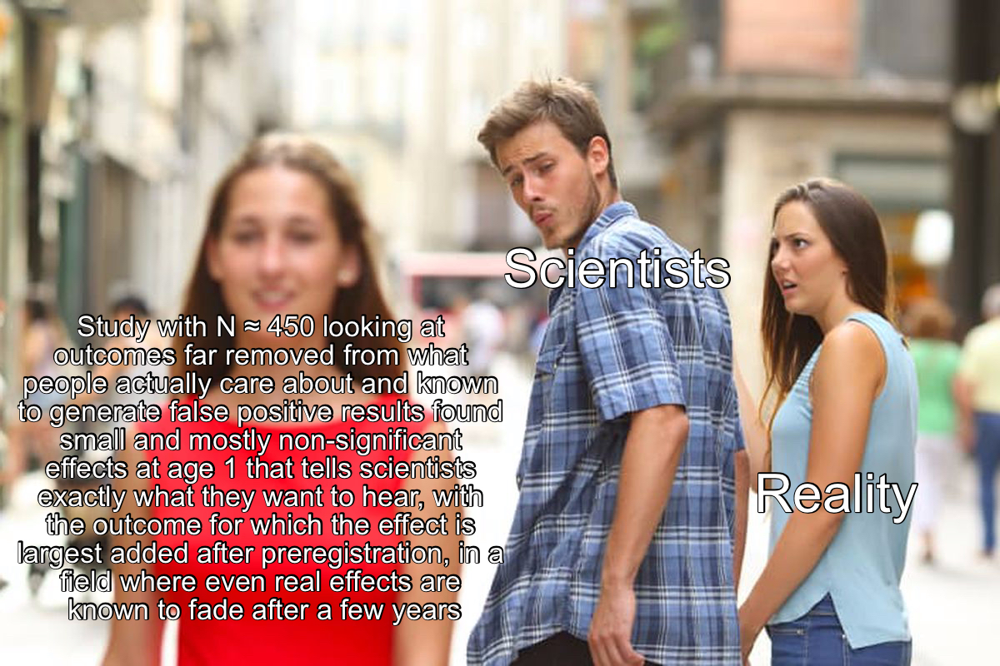 Study with N ≈ 450 looking at
outcomes far removed from what
people actually care about and known
to generate false positive results found
small and mostly non-significant
effects at age 1 that tells scientists
exactly what they want to hear, with
the outcome for which the effect is
largest added after preregistration, in a
field where even real effects are
known to fade after a few years
Scientists
Reality